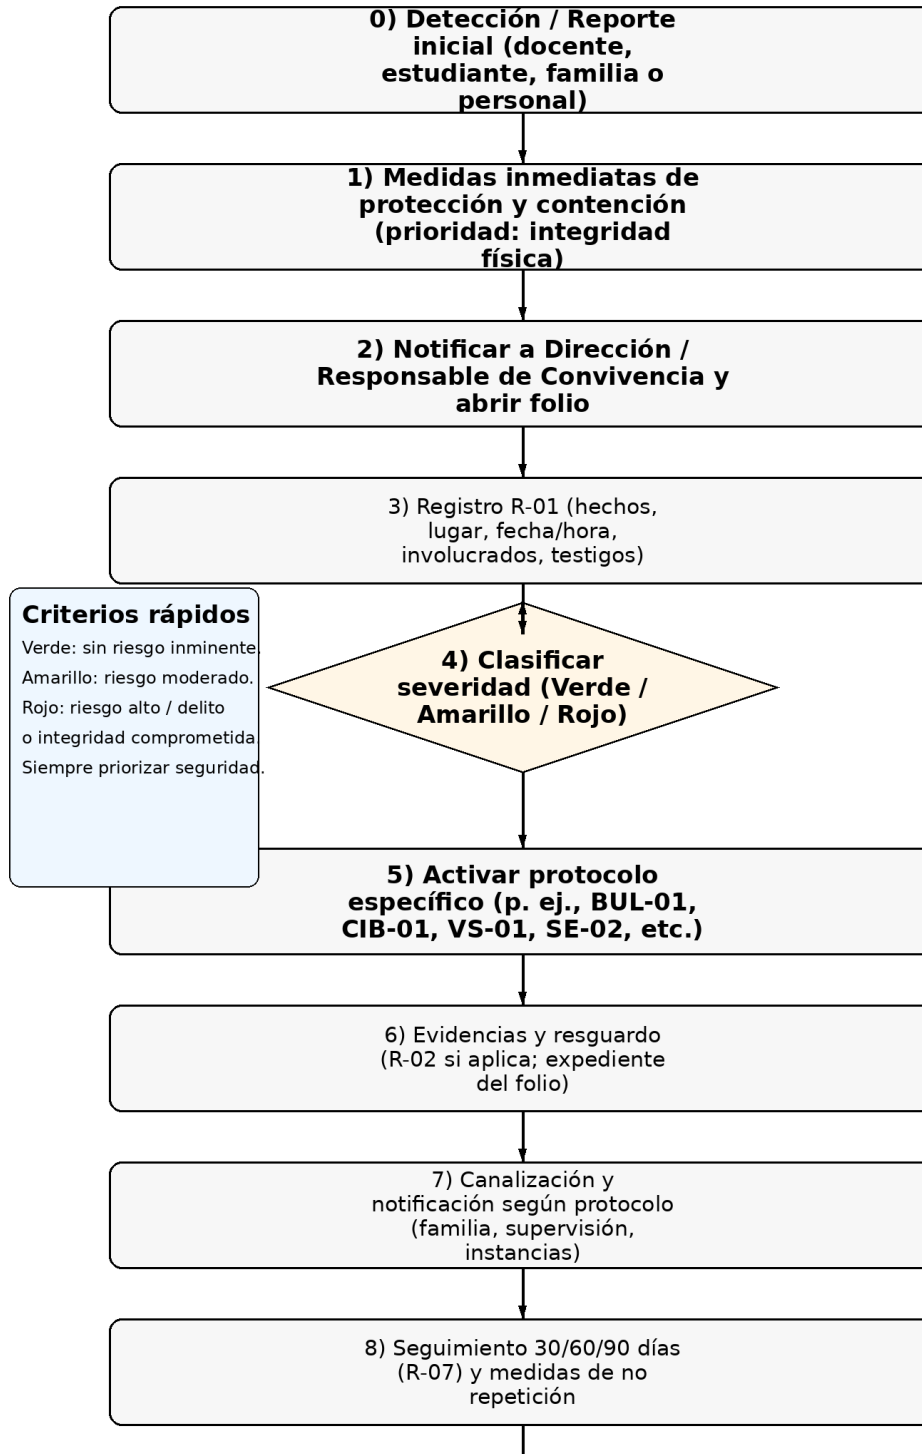 0) Detección / Reporte
inicial (docente,
estudiante, familia o
personal)
1) Medidas inmediatas de
protección y contención
(prioridad: integridad
física)
2) Notificar a Dirección /
Responsable de Convivencia y
abrir folio
3) Registro R-01 (hechos,
lugar, fecha/hora,
involucrados, testigos)
Criterios rápidos
Verde: sin riesgo inminente.
Amarillo: riesgo moderado.
Rojo: riesgo alto / delito
o integridad comprometida.
Siempre priorizar seguridad.
4) Clasificar
severidad (Verde /
Amarillo / Rojo)
5) Activar protocolo
específico (p. ej., BUL-01,
CIB-01, VS-01, SE-02, etc.)
6) Evidencias y resguardo
(R-02 si aplica; expediente
del folio)
7) Canalización y
notificación según protocolo
(familia, supervisión,
instancias)
8) Seguimiento 30/60/90 días
(R-07) y medidas de no
repetición